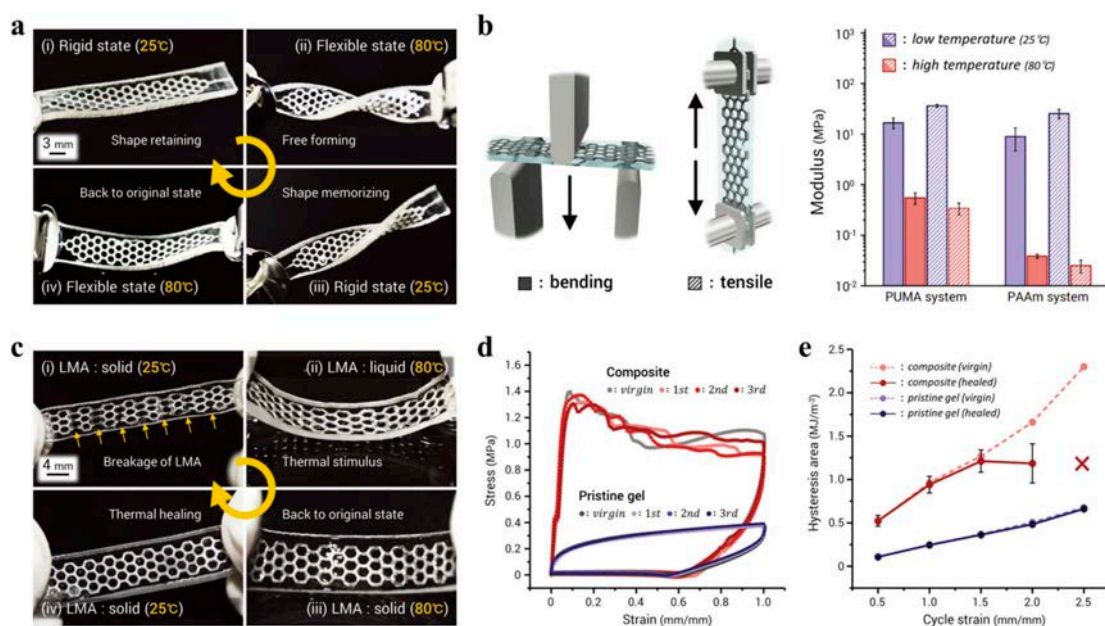 a
(i) Rigid state (25℃)
(ii) Flexible state (80℃)
3 mm
Shape retaining
Free forming
Back to original state
Shape memorizing
(iv) Flexible state (80℃)
(iii) Rigid state (25℃)
b
: bending
: tensile
Modulus (MPa)
10³
10²
10¹
10⁰
10⁻¹
10⁻²
: low temperature (25℃)
: high temperature (80℃)
PUMA system
PAAm system
c
(i) LMA : solid (25℃)
(ii) LMA : liquid (80℃)
4 mm
Breakage of LMA
Thermal stimulus
Thermal healing
Back to original state
(iv) LMA : solid (25℃)
(iii) LMA : solid (80℃)
d
Stress (MPa)
1.6
1.4
1.2
1.0
0.8
0.6
0.4
0.2
0
Composite
: virgin : 1st : 2nd : 3rd
Pristine gel
: virgin : 1st : 2nd : 3rd
0 0.2 0.4 0.6 0.8 1.0
Strain (mm/mm)
e
Hysteresis area (MJ/m⁻³)
2.5
2.0
1.5
1.0
0.5
0
: composite (virgin)
: composite (healed)
: pristine gel (virgin)
: pristine gel (healed)
0.5 1.0 1.5 2.0 2.5
Cycle strain (mm/mm)